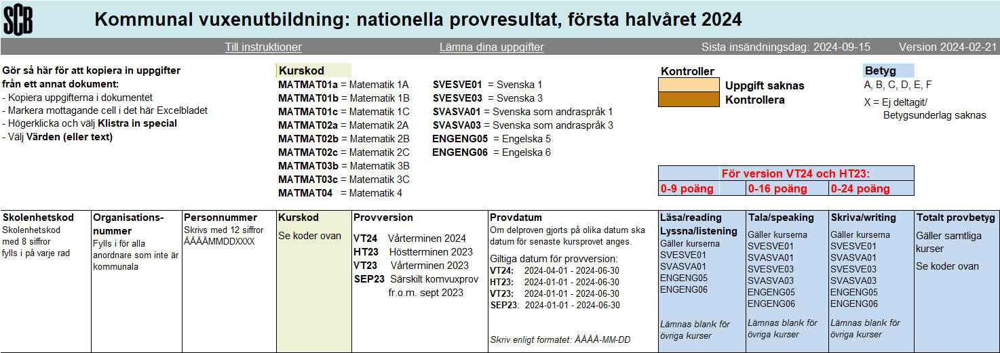 SCB
Kommunal vuxenutbildning: nationella provresultat, första halvåret 2024
Till instruktioner
Lämna dina uppgifter
Sista insändningsdag: 2024-09-15
Version 2024-02-21
Gör så här för att kopiera in uppgifter
från ett annat dokument:
- Kopiera uppgifterna i dokumentet
- Markera mottagande cell i det här Excelbladet
- Högerklicka och välj Klistra in special
- Välj Värden (eller text)
Kurskod
MATMAT01a = Matematik 1A
MATMAT01b = Matematik 1B
MATMAT01c = Matematik 1C
MATMAT02a = Matematik 2A
MATMAT02b = Matematik 2B
MATMAT02c = Matematik 2C
MATMAT03b = Matematik 3B
MATMAT03c = Matematik 3C
MATMAT04 = Matematik 4
SVESVE01 = Svenska 1
SVESVE03 = Svenska 3
SVASVA01 = Svenska som andraspråk 1
SVASVA03 = Svenska som andraspråk 3
ENGENG05 = Engelska 5
ENGENG06 = Engelska 6
Kontroller
Uppgift saknas
Kontrollera
Betyg
A, B, C, D, E, F
X = Ej deltagit/
Betygsunderlag saknas
För version VT24 och HT23:
0-9 poäng
0-16 poäng
0-24 poäng
Skolenhetskod
Skolenhetskod
med 8 siffror
fylls i på varje rad
Organisations-
nummer
Fylls i för alla
anordnare som inte är
kommunala
Personnummer
Skrivs med 12 siffror
ÅÅÅÅMMDDXXXX
Kurskod
Se koder ovan
Provversion
VT24 Vårterminen 2024
HT23 Höstterminen 2023
VT23 Vårterminen 2023
SEP23 Särskilt komvuxprov
fr.o.m. sept 2023
Provdatum
Om delproven gjorts på olika datum ska
datum för senaste kursprovet anges.
Giltiga datum för provversion:
VT24: 2024-04-01 - 2024-06-30
HT23: 2024-01-01 - 2024-06-30
VT23: 2024-01-01 - 2024-06-30
SEP23: 2024-01-01 - 2024-06-30
Skriv enligt formatet: ÅÅÅÅ-MM-DD
Läsa/reading
Lyssna/listening
Gäller kurserna
SVESVE01
SVASVA01
ENGENG05
ENGENG06
Lämnas blank för
övriga kurser
Tala/speaking
Gäller kurserna
SVESVE01
SVASVA01
SVESVE03
SVASVA03
ENGENG05
ENGENG06
Lämnas blank för
övriga kurser
Skriva/writing
Gäller kurserna
SVESVE01
SVASVA01
SVESVE03
SVASVA03
ENGENG05
ENGENG06
Lämnas blank för
övriga kurser
Totalt provbetyg
Gäller samtliga
kurser
Se koder ovan